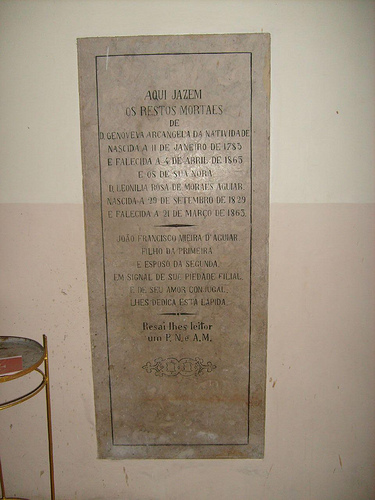 AQUI JAZEM
OS RESTOS MORTAES
DE
D. GENOVEVA ARCANGELA DA NATIVIDADE
NASCIDA A 11 DE JANEIRO DE 1785
E FALECIDA A 4 DE ABRIL DE 1863
E OS DE SUA NORA
D. LEONILIA ROSA DE MORAES AGUIAR
NASCIDA A 29 DE SETEMBRO DE 1829
E FALECIDA A 21 DE MARÇO DE 1863
JOÃO FRANCISCO VIEIRA D'AGUIAR
FILHO DA PRIMEIRA
E ESPOSO DA SEGUNDA,
EM SIGNAL DE SUE PIEDADE FILIAL,
E DE SEU AMOR CONJUGAL,
LHES DEDICA ESTA LAPIDA.
Resai lhes leitor
um P. N. e A. M.